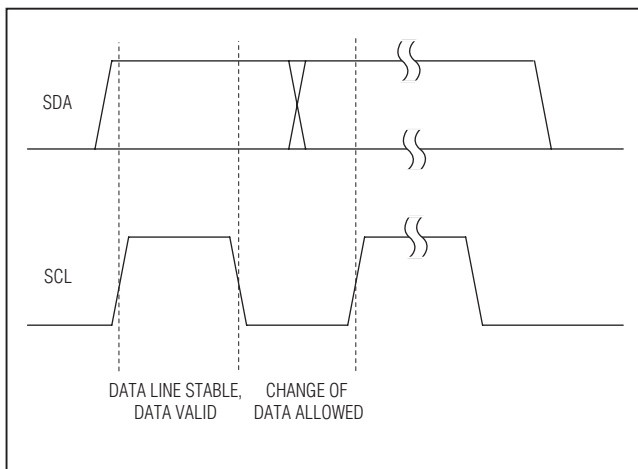 SDA
SCL
DATA LINE STABLE,
DATA VALID
CHANGE OF
DATA ALLOWED